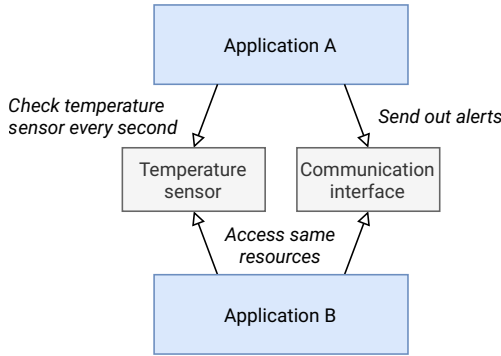 Application A
Check temperature
sensor every second
Send out alerts
Temperature
sensor
Communication
interface
Access same
resources
Application B